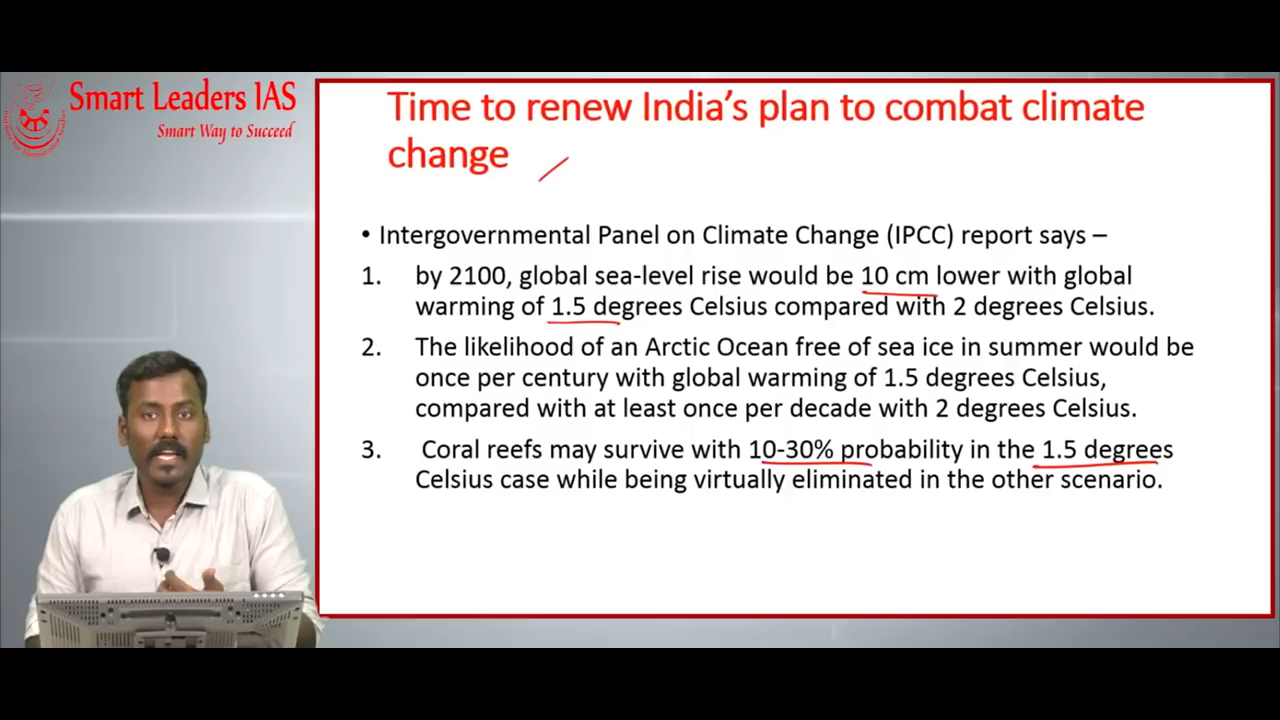 Smart Leaders IAS
Smart Way to Succeed
Time to renew India's plan to combat climate
change
• Intergovernmental Panel on Climate Change (IPCC) report says –
1. by 2100, global sea-level rise would be 10 cm lower with global
warming of 1.5 degrees Celsius compared with 2 degrees Celsius.
2. The likelihood of an Arctic Ocean free of sea ice in summer would be
once per century with global warming of 1.5 degrees Celsius,
compared with at least once per decade with 2 degrees Celsius.
3. Coral reefs may survive with 10-30% probability in the 1.5 degrees
Celsius case while being virtually eliminated in the other scenario.